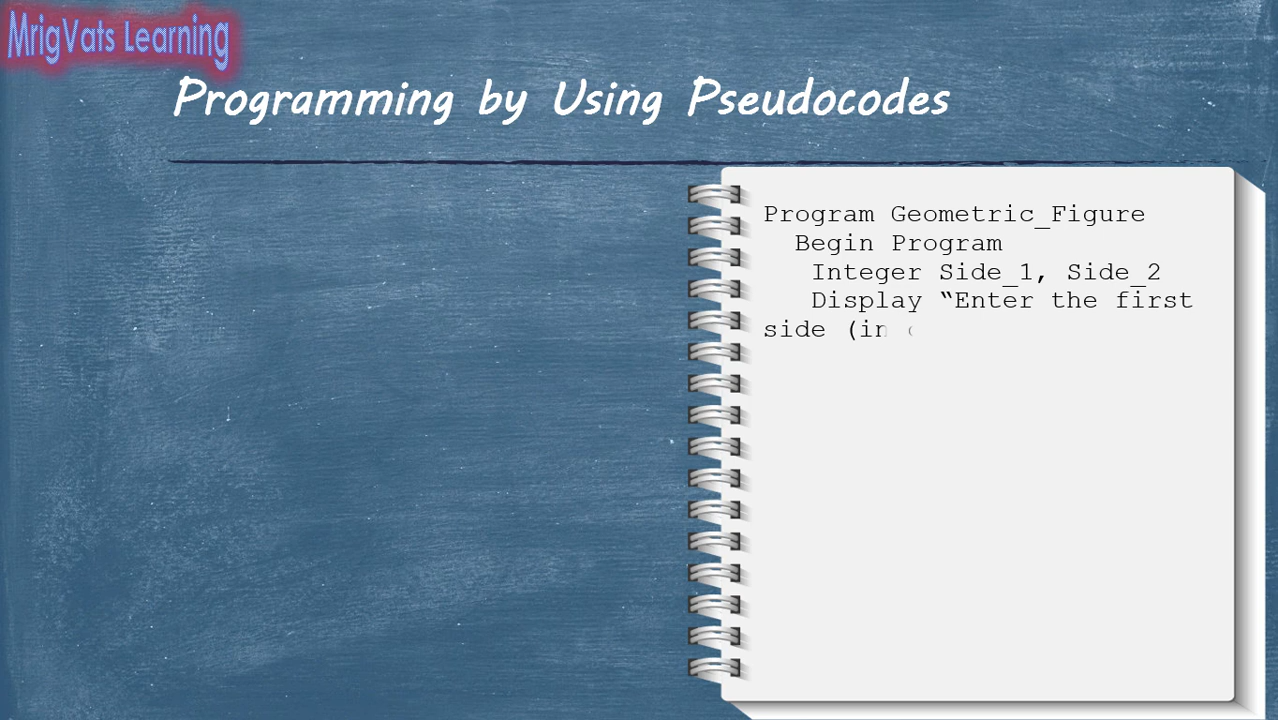 MrigVats Learning
Programming by Using Pseudocodes
Program Geometric_Figure
Begin Program
Integer Side_1, Side_2
Display “Enter the first
side (in